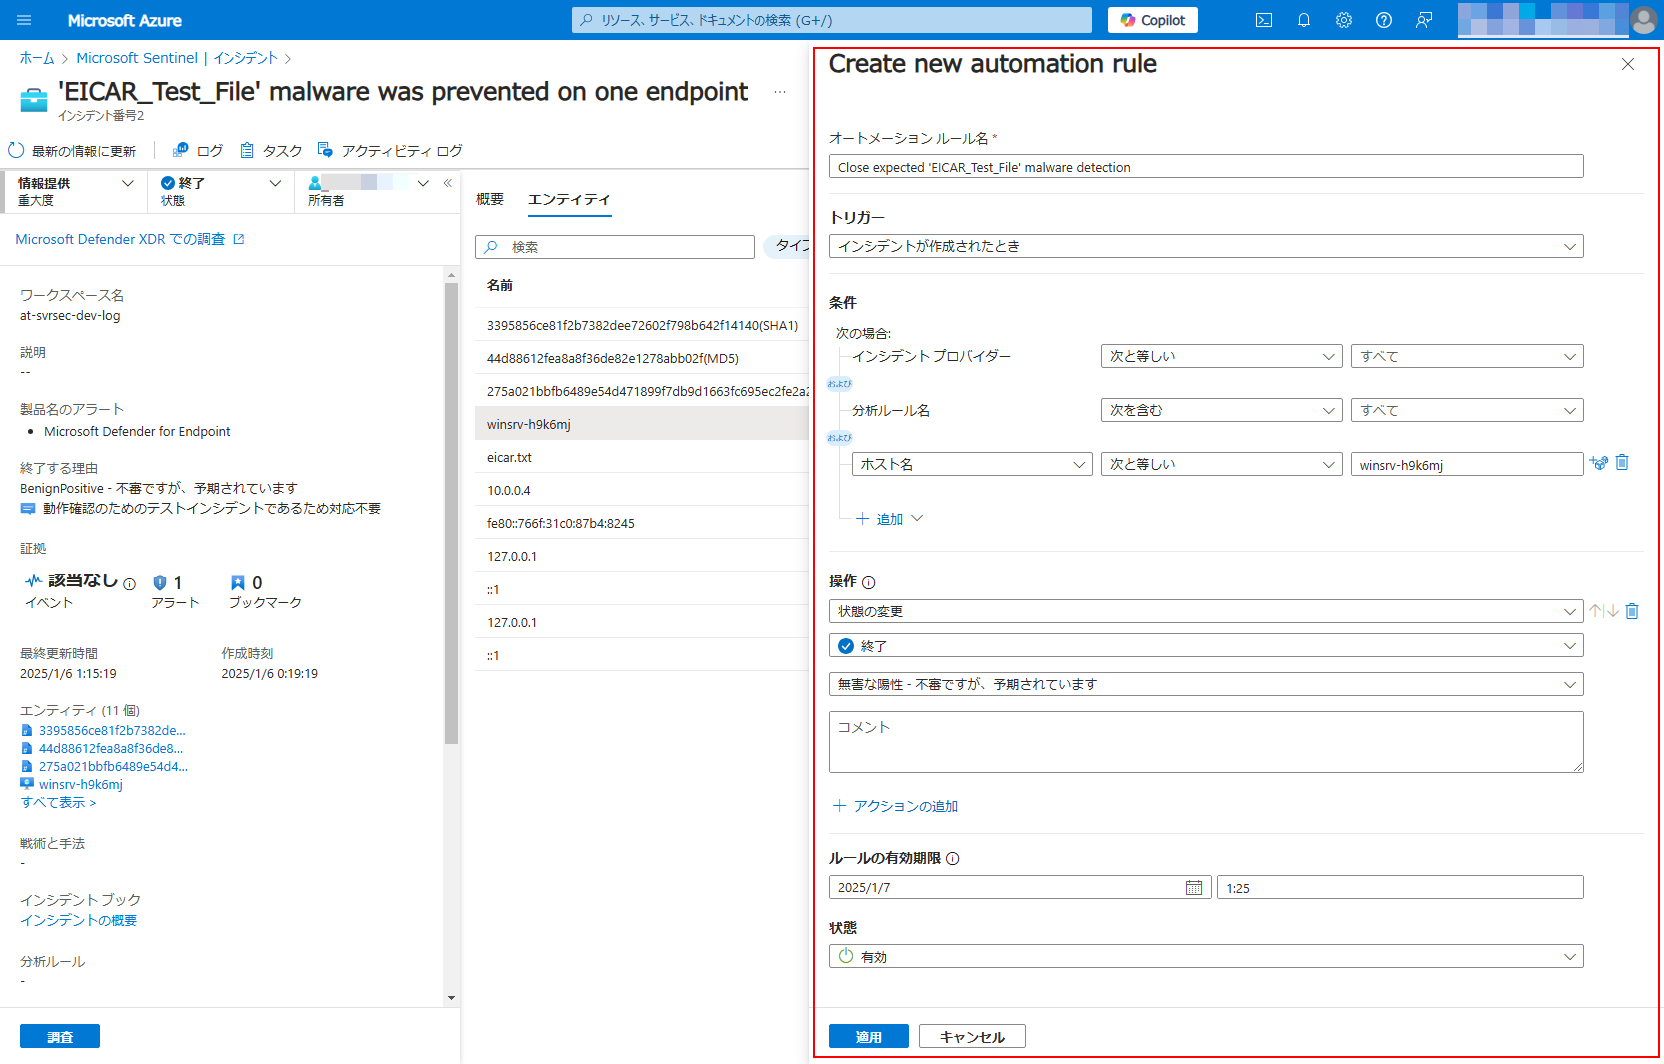 Microsoft Azure
リソース、サービス、ドキュメントの検索 (G+/)
Copilot
ホーム > Microsoft Sentinel | インシデント >
'EICAR_Test_File' malware was prevented on one endpoint ...
インシデント番号2
最新の情報に更新
ログ
タスク
アクティビティ ログ
情報提供
重大度
終了
状態
所有者
Microsoft Defender XDR での調査
ワークスペース名
at-svrsec-dev-log
説明
--
製品名のアラート
• Microsoft Defender for Endpoint
終了する理由
BenignPositive - 不審ですが、予期されています
動作確認のためのテストインシデントであるため対応不要
証拠
該当なし
イベント
1
アラート
0
ブックマーク
最終更新時間
2025/1/6 1:15:19
作成時刻
2025/1/6 0:19:19
エンティティ (11 個)
3395856ce81f2b7382de...
44d88612fea8a8f36de8...
275a021bbfb6489e54d4...
winsrv-h9k6mj
すべて表示 >
戦術と手法
-
インシデント ブック
インシデントの概要
分析ルール
-
調査
概要
エンティティ
検索
タイプ
名前
3395856ce81f2b7382dee72602f798b642f14140(SHA1)
44d88612fea8a8f36de82e1278abb02f(MD5)
275a021bbfb6489e54d471899f7db9d1663fc695ec2fe2a2
winsrv-h9k6mj
eicar.txt
10.0.0.4
fe80::766f:31c0:87b4:8245
127.0.0.1
::1
127.0.0.1
::1
Create new automation rule
オートメーション ルール名 *
Close expected 'EICAR_Test_File' malware detection
トリガー
インシデントが作成されたとき
条件
次の場合:
インシデント プロバイダー
次と等しい
すべて
および
分析ルール名
次を含む
すべて
および
ホスト名
次と等しい
winsrv-h9k6mj
+ 追加
操作
状態の変更
終了
無害な陽性 - 不審ですが、予期されています
コメント
+ アクションの追加
ルールの有効期限
2025/1/7
1:25
状態
有効
適用
キャンセル